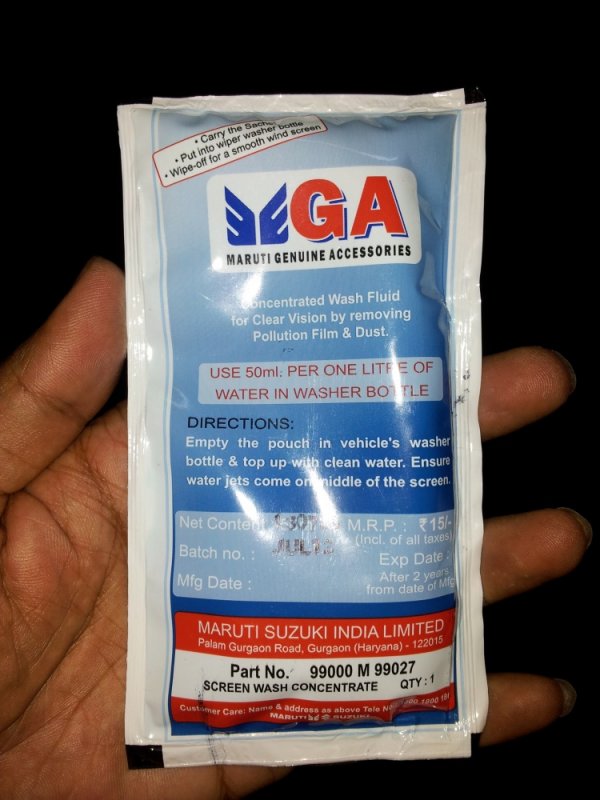 • Carry the Sachet
• Put into wiper washer bottle
• Wipe-off for a smooth wind screen
MGA
MARUTI GENUINE ACCESSORIES
Concentrated Wash Fluid
for Clear Vision by removing
Pollution Film & Dust.
USE 50ml. PER ONE LITRE OF
WATER IN WASHER BOTTLE
DIRECTIONS:
Empty the pouch in vehicle's washer
bottle & top up with clean water. Ensure
water jets come on middle of the screen.
Net Content M.R.P. : ₹15/-
(Incl. of all taxes)
Batch no. :
Exp Date :
Mfg Date :
After 2 years
from date of Mfg
MARUTI SUZUKI INDIA LIMITED
Palam Gurgaon Road, Gurgaon (Haryana) - 122015
Part No. 99000 M 99027
SCREEN WASH CONCENTRATE QTY : 1
Customer Care: Name & address as above Tele No
MARUTI SUZUKI